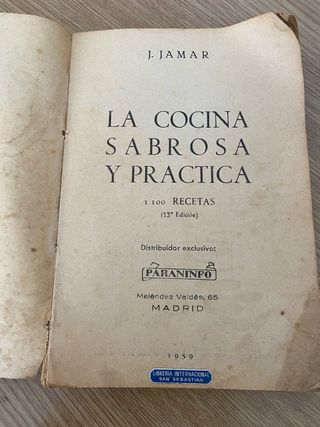 J. JAMAR
LA COCINA
SABROSA
Y PRACTICA
1 100 RECETAS
(13ª Edición)
Distribuidor exclusivo:
PARANINFO
Meléndez Valdés, 65
MADRID
1959
LIBRERIA INTERNACIONAL
SAN SEBASTIAN